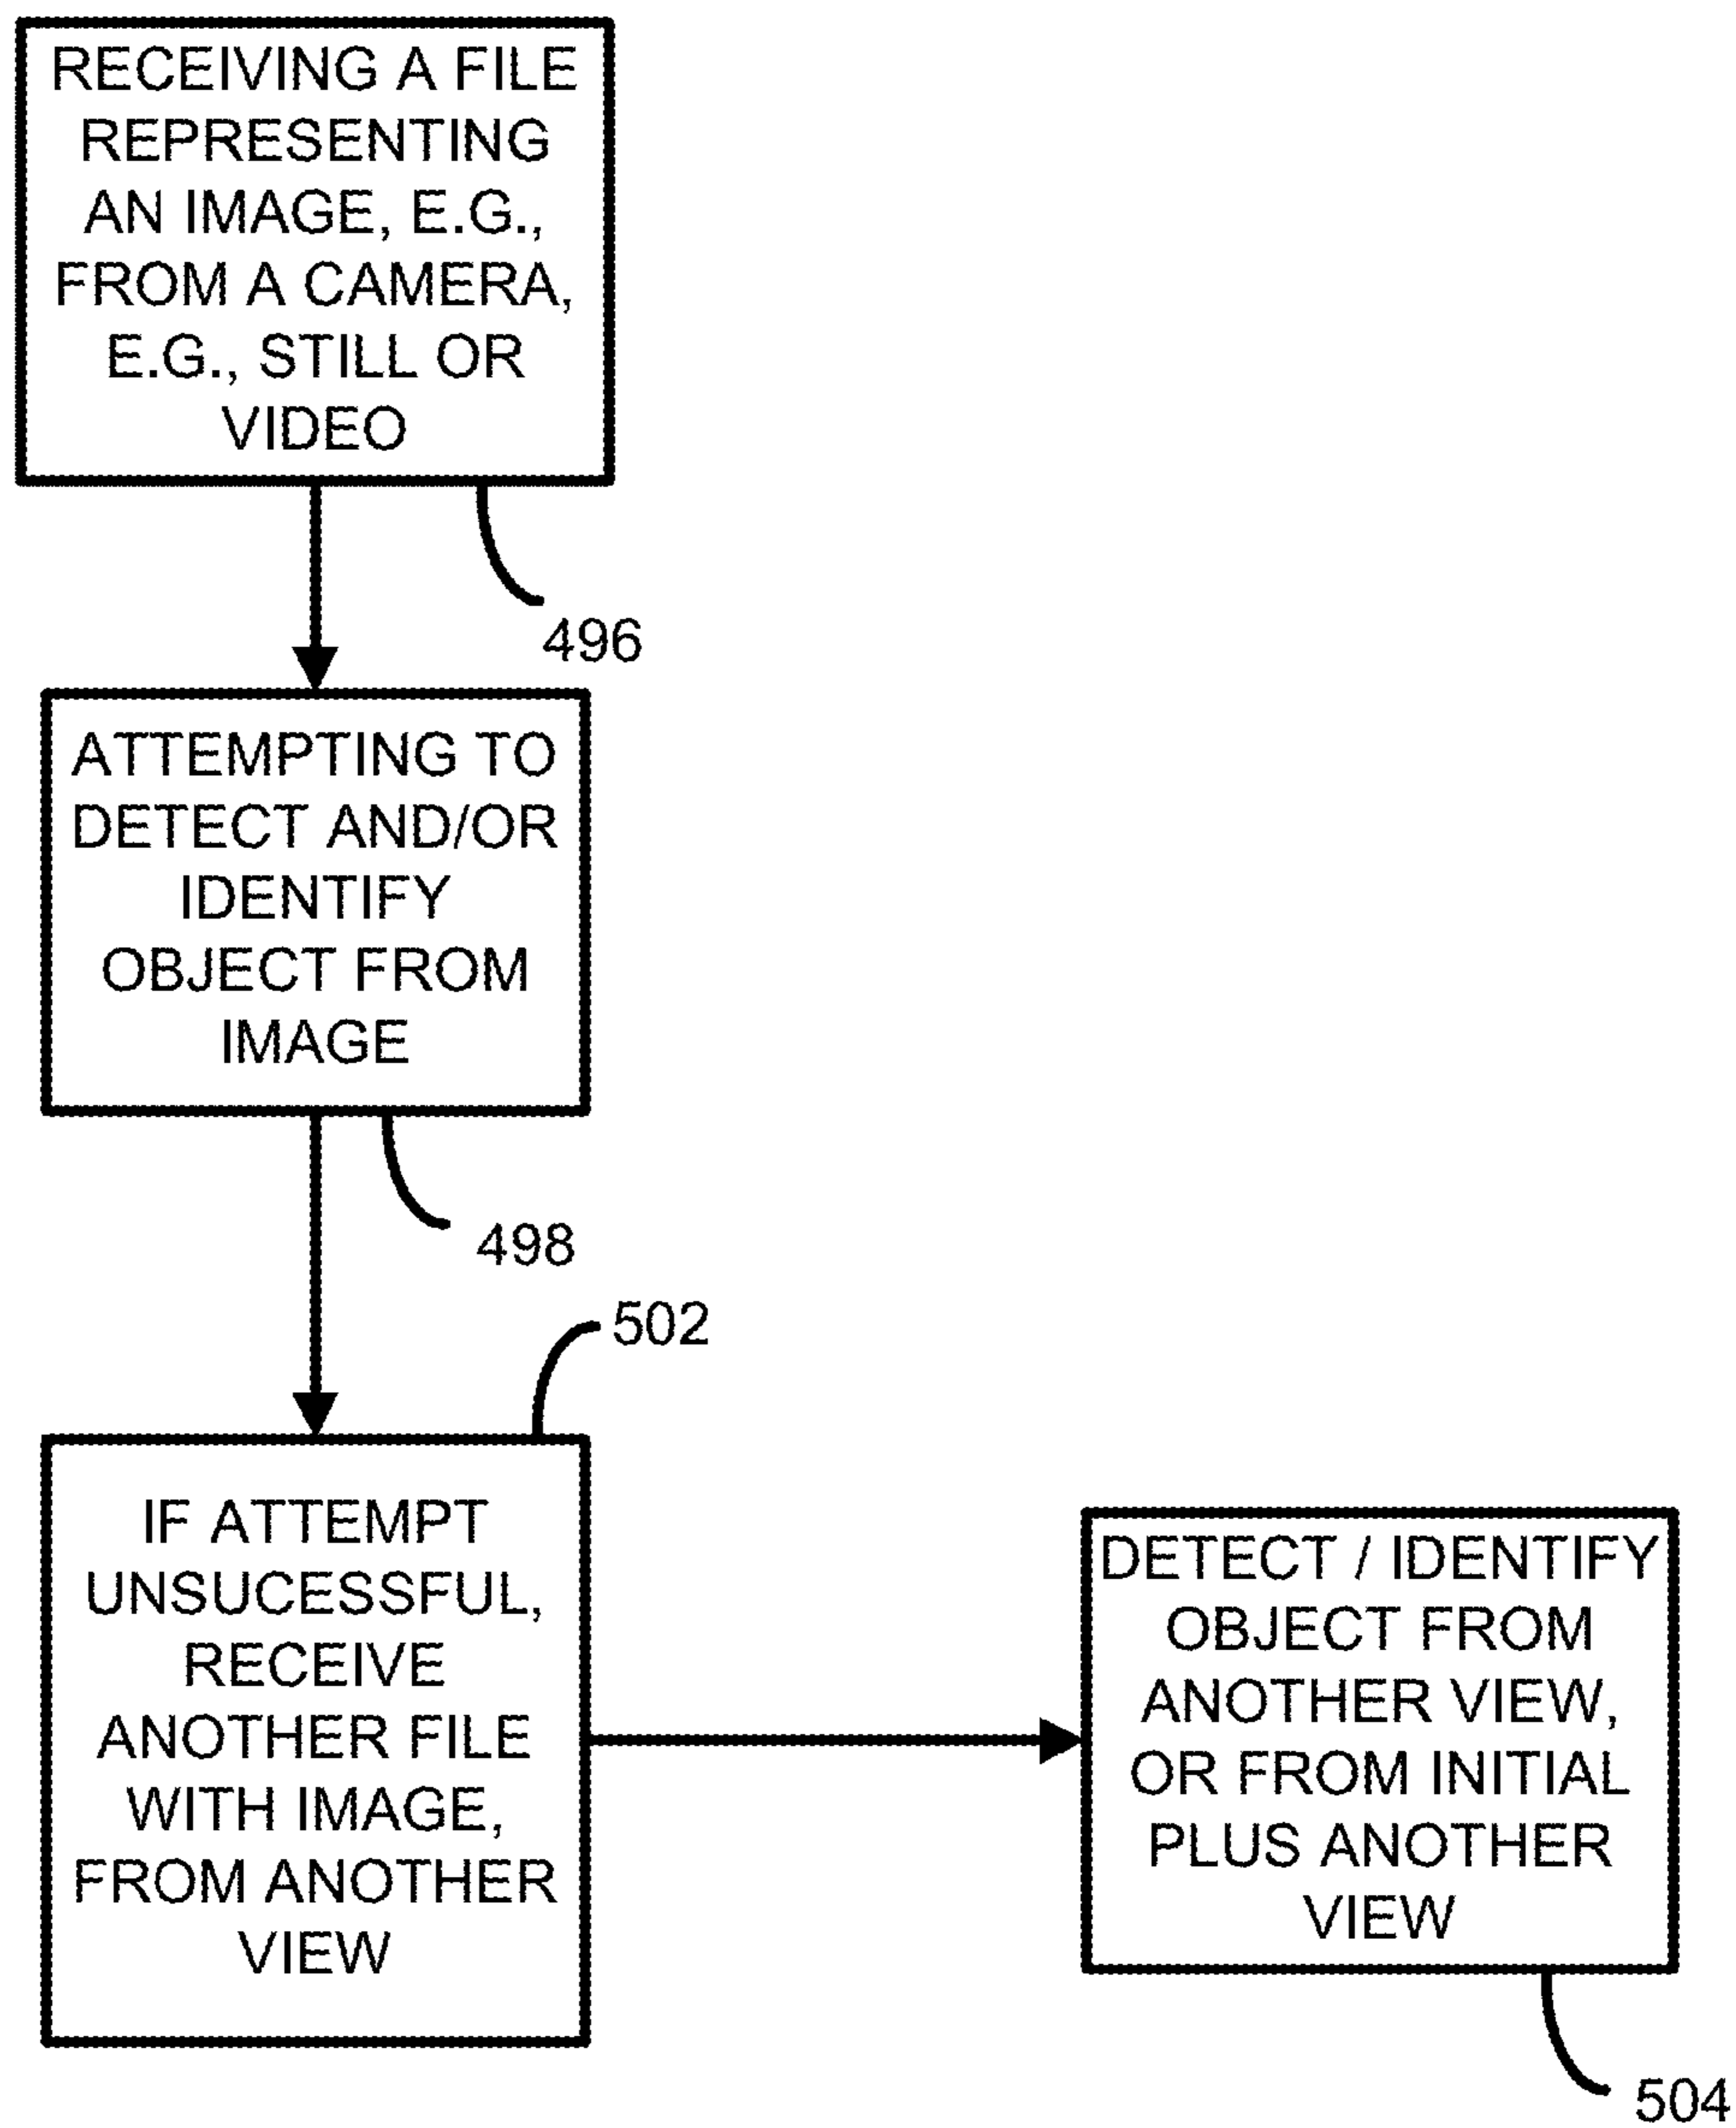 RECEIVING A FILE
REPRESENTING
AN IMAGE, E.G.,
FROM A CAMERA,
E.G., STILL OR
VIDEO
496
ATTEMPTING TO
DETECT AND/OR
IDENTIFY
OBJECT FROM
IMAGE
498
502
IF ATTEMPT
UNSUCESSFUL,
RECEIVE
ANOTHER FILE
WITH IMAGE,
FROM ANOTHER
VIEW
DETECT / IDENTIFY
OBJECT FROM
ANOTHER VIEW,
OR FROM INITIAL
PLUS ANOTHER
VIEW
504